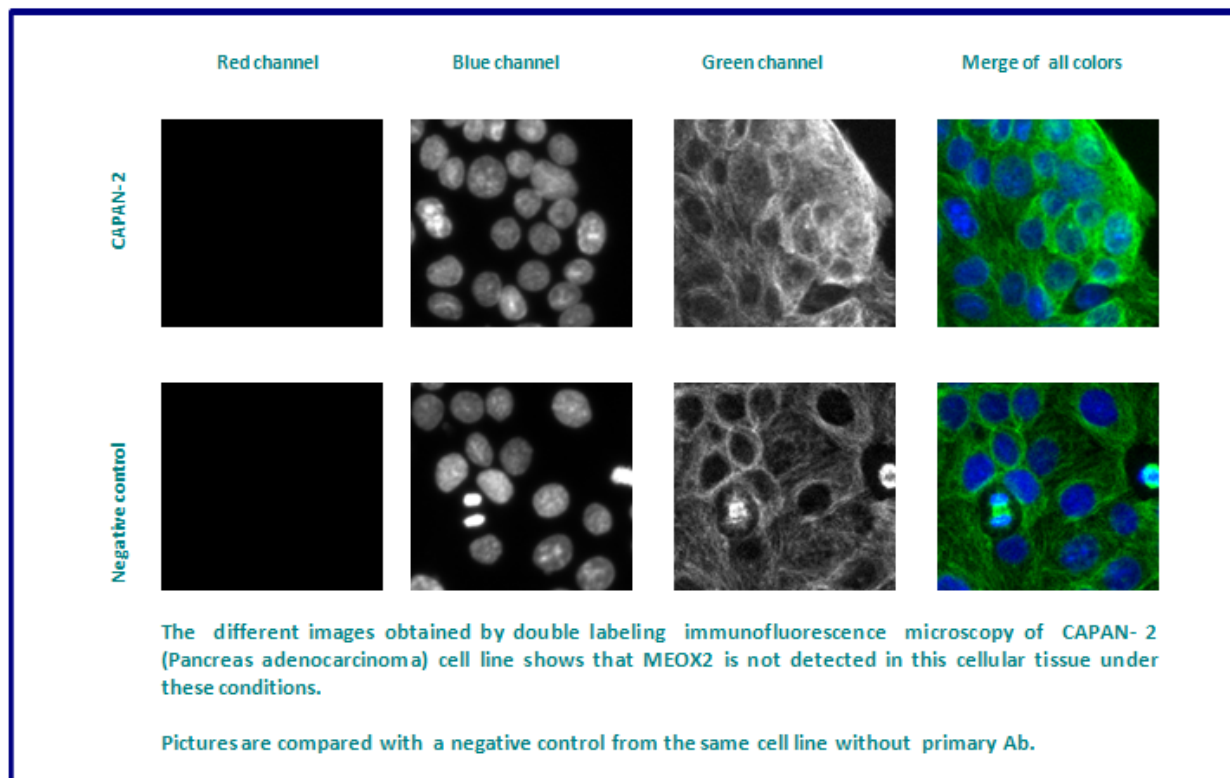 Red channel
Blue channel
Green channel
Merge of all colors
CAPAN-2
Negative control
The different images obtained by double labeling immunofluorescence microscopy of CAPAN- 2
(Pancreas adenocarcinoma) cell line shows that MEOX2 is not detected in this cellular tissue under
these conditions.
Pictures are compared with a negative control from the same cell line without primary Ab.